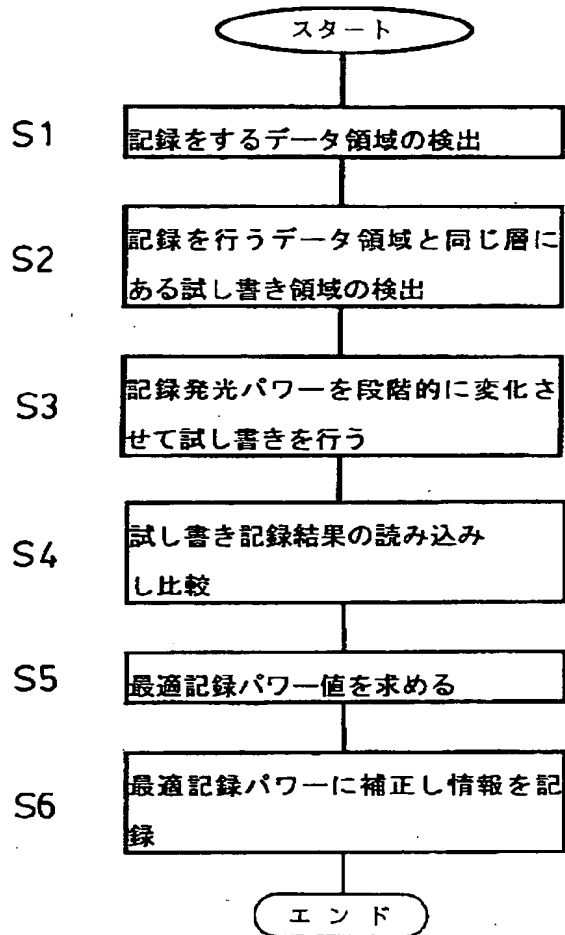 スタート
S1
記録をするデータ領域の検出
S2
記録を行うデータ領域と同じ層に
ある試し書き領域の検出
S3
記録発光パワーを段階的に変化さ
せて試し書きを行う
S4
試し書き記録結果の読み込み
し比較
S5
最適記録パワー値を求める
S6
最適記録パワーに補正し情報を記
録
エンド